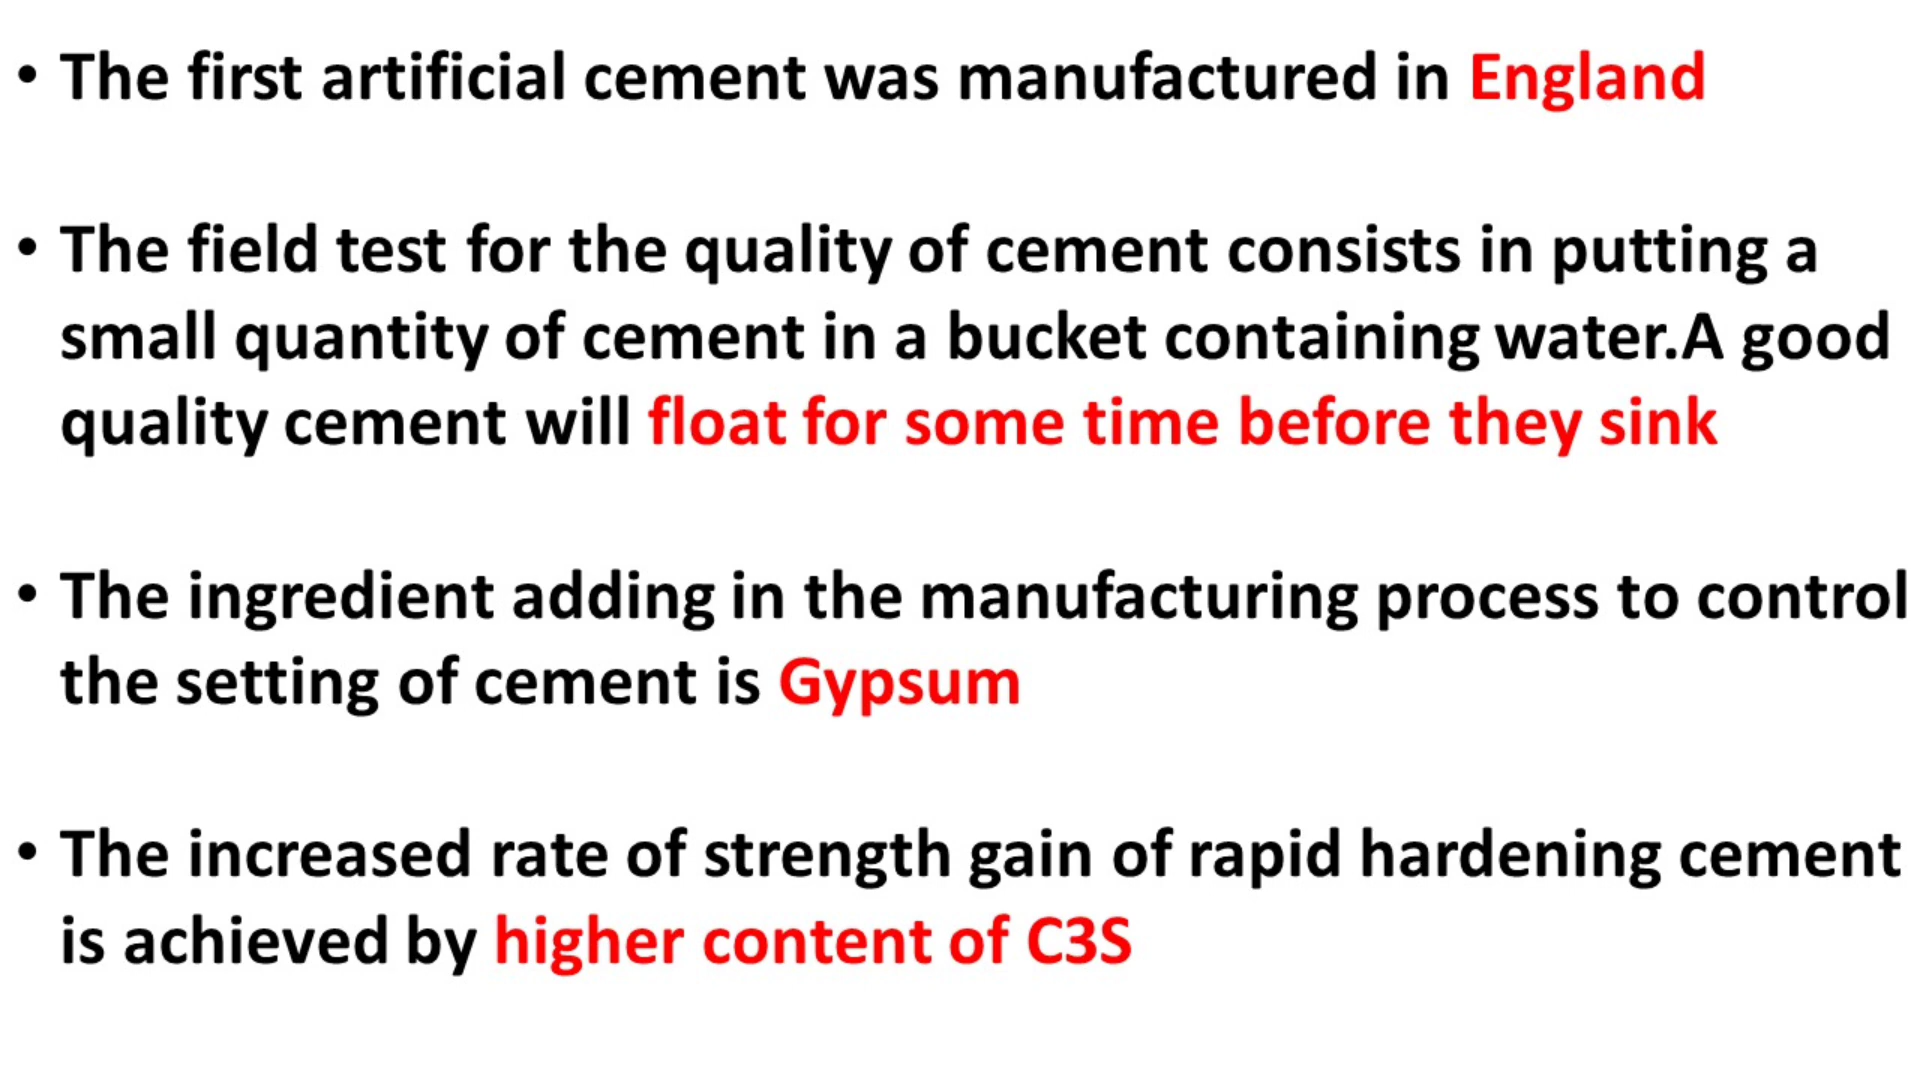 • The first artificial cement was manufactured in England
• The field test for the quality of cement consists in putting a
small quantity of cement in a bucket containing water.A good
quality cement will float for some time before they sink
• The ingredient adding in the manufacturing process to control
the setting of cement is Gypsum
• The increased rate of strength gain of rapid hardening cement
is achieved by higher content of C3S